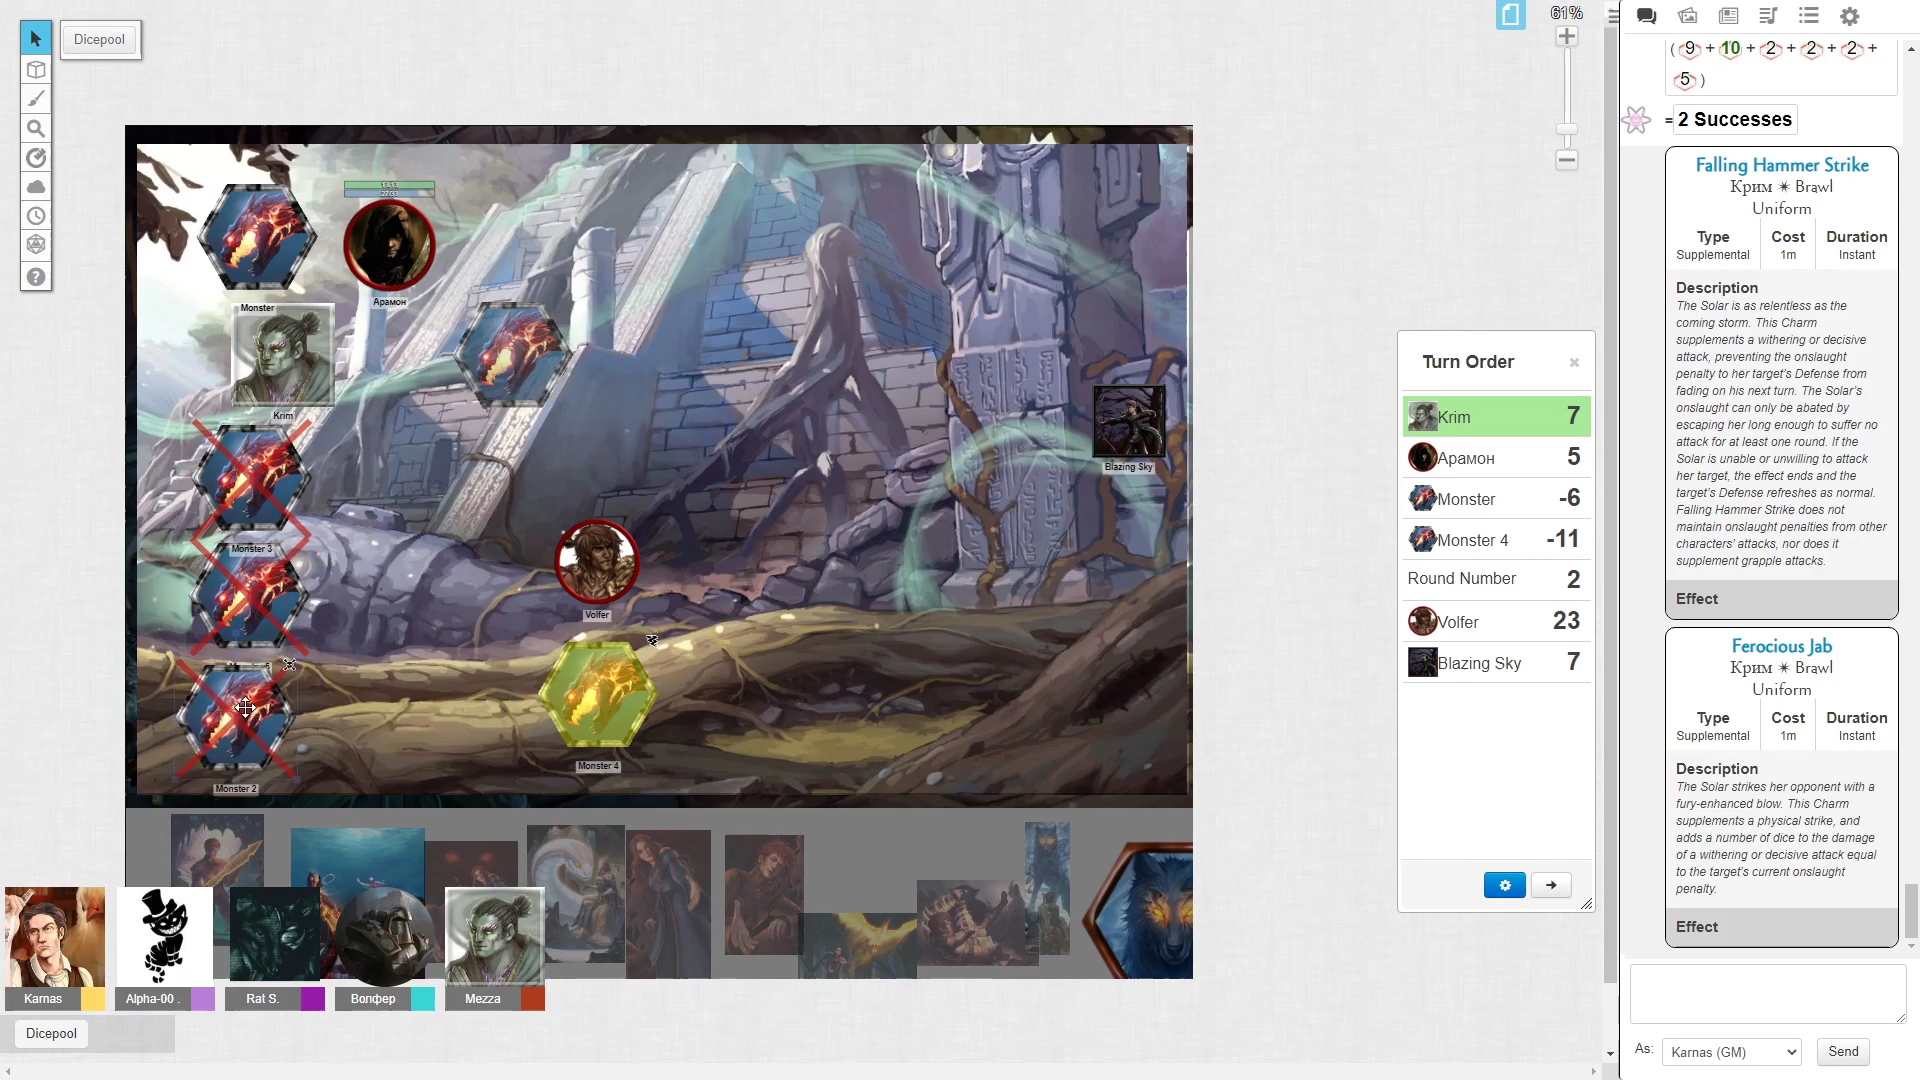 Dicepool
61%
(9+10+2+2+2+
5)
=2 Successes
Falling Hammer Strike
Крим ✴ Brawl
Uniform
Type Cost Duration
Supplemental 1m Instant
Description
The Solar is as relentless as the
coming storm. This Charm
supplements a withering or decisive
attack, preventing the onslaught
penalty to her target's Defense from
fading on his next turn. The Solar's
onslaught can only be abated by
escaping her long enough to suffer no
attack for at least one round. If the
Solar is unable or unwilling to attack
her target, the effect ends and the
target's Defense refreshes as normal.
Falling Hammer Strike does not
maintain onslaught penalties from other
characters' attacks, nor does it
supplement grapple attacks.
Effect
Ferocious Jab
Крим ✴ Brawl
Uniform
Type Cost Duration
Supplemental 1m Instant
Description
The Solar strikes her opponent with a
fury-enhanced blow. This Charm
supplements a physical strike, and
adds a number of dice to the damage
of a withering or decisive attack equal
to the target's current onslaught
penalty.
Effect
As: Karnas (GM) Send
Turn Order ×
Krim 7
Арамон 5
Monster -6
Monster 4 -11
Round Number 2
Volfer 23
Blazing Sky 7
Monster
Арамон
Krim
Blazing Sky
Monster 3
Volfer
Monster 4
Monster 2
Karnas
Alpha-00 .
Rat S.
Вопфер
Mezza
Dicepool